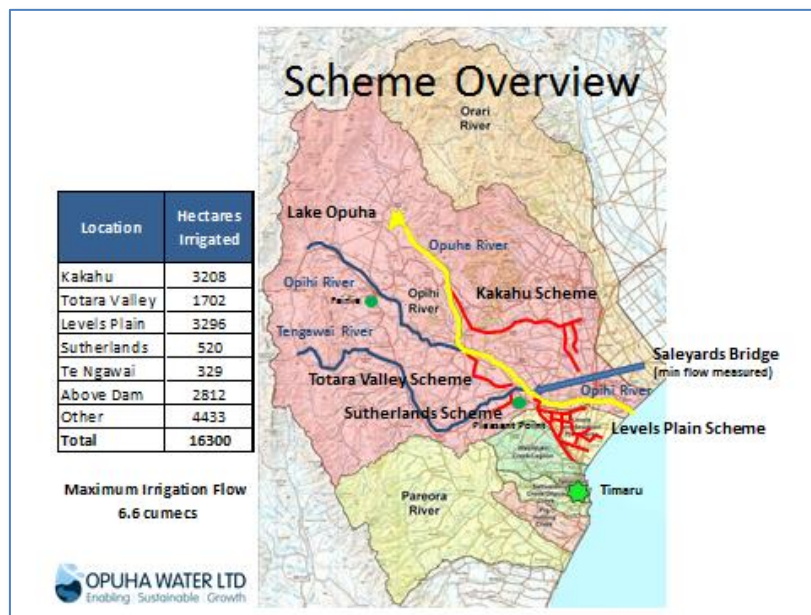 Scheme Overview
Orari
River
Location
Hectares
Irrigated
Kakahu 3208
Totara Valley 1702
Levels Plain 3296
Sutherlands 520
Te Ngawai 329
Above Dam 2812
Other 4433
Total 16300
Maximum Irrigation Flow
6.6 cumecs
OPUHA WATER LTD
Enabling Sustainable Growth
Lake Opuha
Opuha River
Opihi River
Fairlie
Opihi
River
Kakahu Scheme
Tengawai River
Saleyards Bridge
(min flow measured)
Totara Valley Scheme
Opihi River
Sutherlands Scheme
Pleasant Point
Levels Plain Scheme
Pareora
River
Timaru